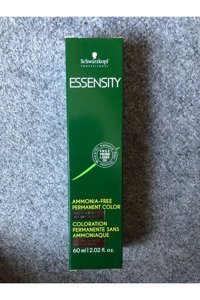 Schwarzkopf
PROFESSIONAL
ESSENSITY
AMMONIA-FREE
PERMANENT COLOR
COLORATION
PERMANENTE SANS
AMMONIAQUE
60 ml | 2.02 fl. oz.